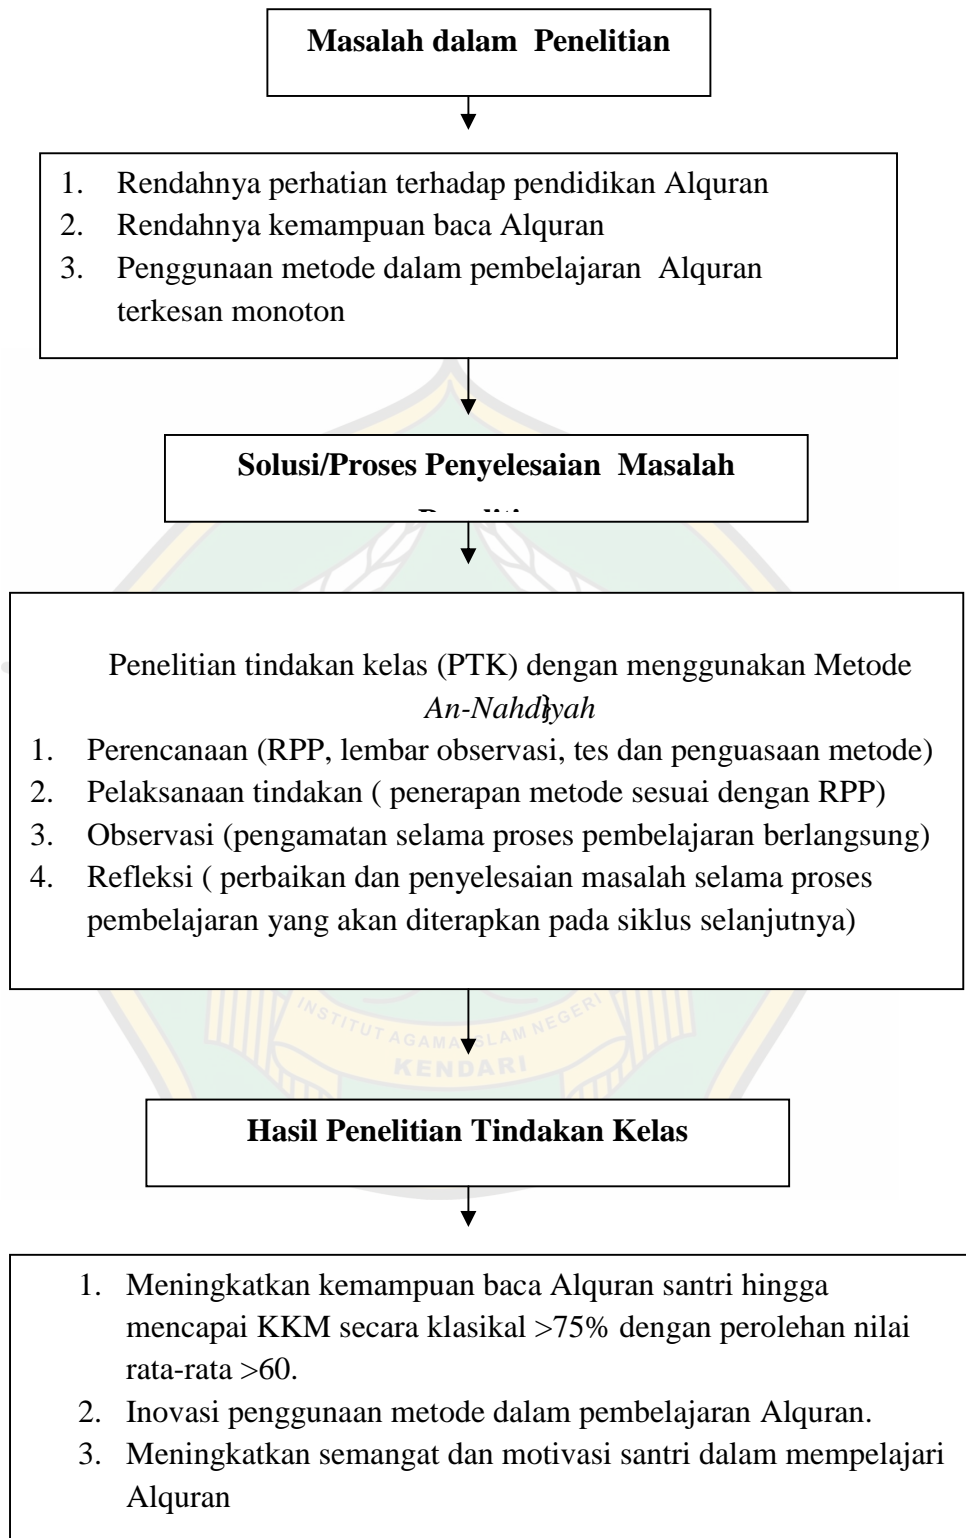 Masalah dalam Penelitian
1. Rendahnya perhatian terhadap pendidikan Alquran
2. Rendahnya kemampuan baca Alquran
3. Penggunaan metode dalam pembelajaran Alquran
terkesan monoton
Solusi/Proses Penyelesaian Masalah
Penelitian tindakan kelas (PTK) dengan menggunakan Metode
1. Perencanaan (RPP, lembar observasi, tes dan penguasaan metode)
2. Pelaksanaan tindakan ( penerapan metode sesuai dengan RPP)
3. Observasi (pengamatan selama proses pembelajaran berlangsung)
4. Refleksi ( perbaikan dan penyelesaian masalah selama proses
pembelajaran yang akan diterapkan pada siklus selanjutnya)
INSTITUT AGAMA ISLAM NEGERI
KENDARI
Hasil Penelitian Tindakan Kelas
1. Meningkatkan kemampuan baca Alquran santri hingga
mencapai KKM secara klasikal >75% dengan perolehan nilai
rata-rata >60.
2. Inovasi penggunaan metode dalam pembelajaran Alquran.
3. Meningkatkan semangat dan motivasi santri dalam mempelajari
Alquran